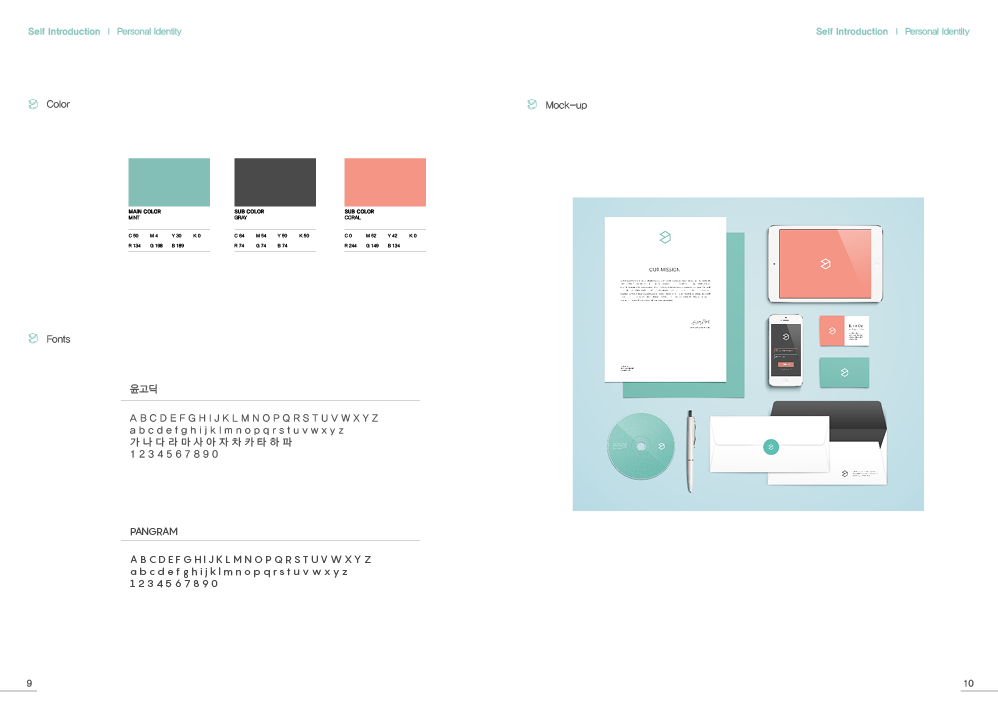 Self Introduction | Personal Identity
Self Introduction | Personal Identity
Color
MAIN COLOR
MINT
C 50 M 4 Y 30 K 0
R 134 G 198 B 189
SUB COLOR
GRAY
C 64 M 54 Y 50 K 50
R 74 G 74 B 74
SUB COLOR
CORAL
C 0 M 52 Y 42 K 0
R 244 G 149 B 134
Fonts
윤고딕
A B C D E F G H I J K L M N O P Q R S T U V W X Y Z
a b c d e f g h i j k l m n o p q r s t u v w x y z
가 나 다 라 마 사 아 자 차 카 타 하 파
1 2 3 4 5 6 7 8 9 0
PANGRAM
A B C D E F G H I J K L M N O P Q R S T U V W X Y Z
a b c d e f g h i j k l m n o p q r s t u v w x y z
1 2 3 4 5 6 7 8 9 0
9
Mock-up
OUR MISSION
10